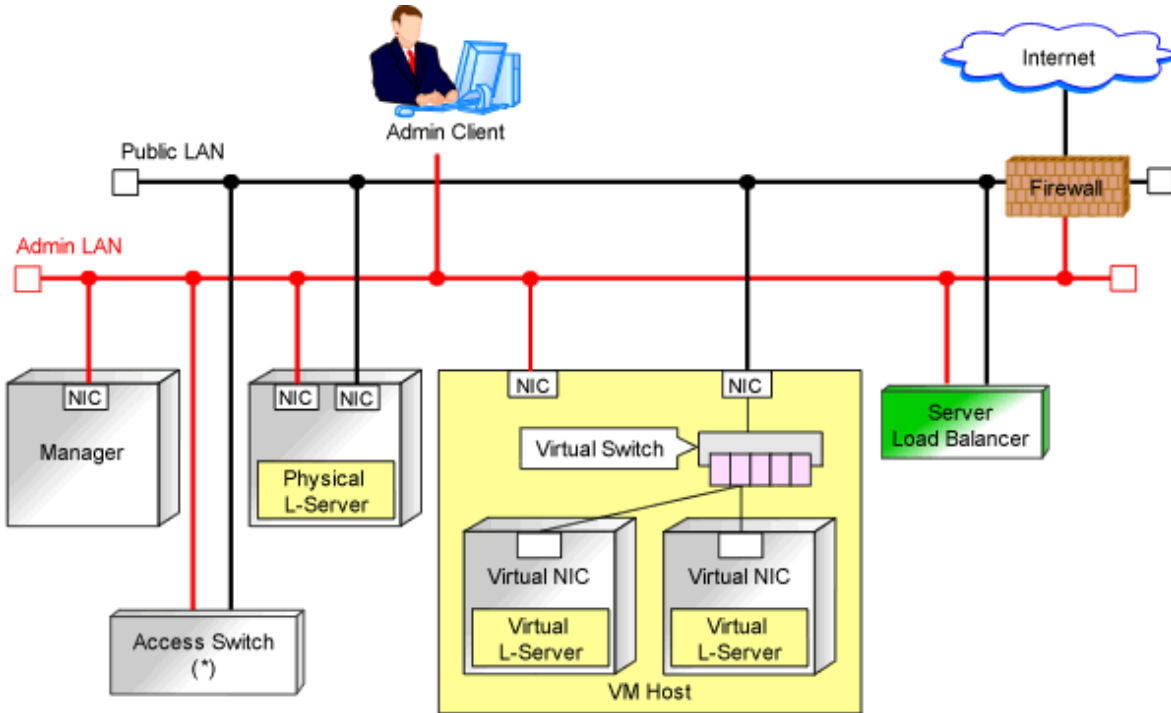 Internet
Admin Client
Public LAN
Firewall
Admin LAN
NIC
Manager
NIC
NIC
Physical
L-Server
NIC
NIC
Virtual Switch
Server
Load Balancer
Virtual NIC
Virtual NIC
Virtual
L-Server
Virtual
L-Server
VM Host
Access Switch
(*)